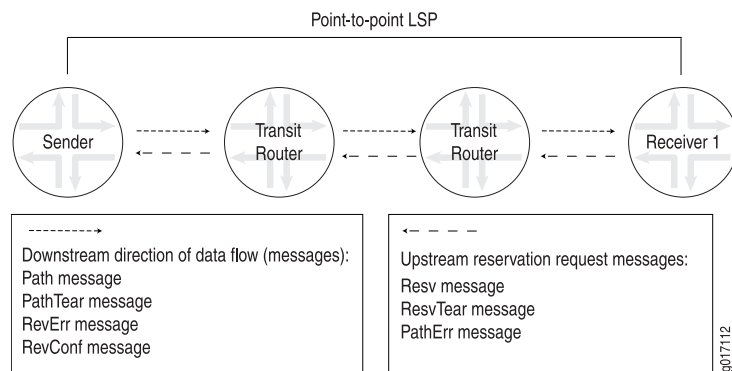 Point-to-point LSP
Sender
Transit
Router
Transit
Router
Receiver 1
Downstream direction of data flow (messages):
Path message
PathTear message
RevErr message
RevConf message
Upstream reservation request messages:
Resv message
ResvTear message
PathErr message
g017112